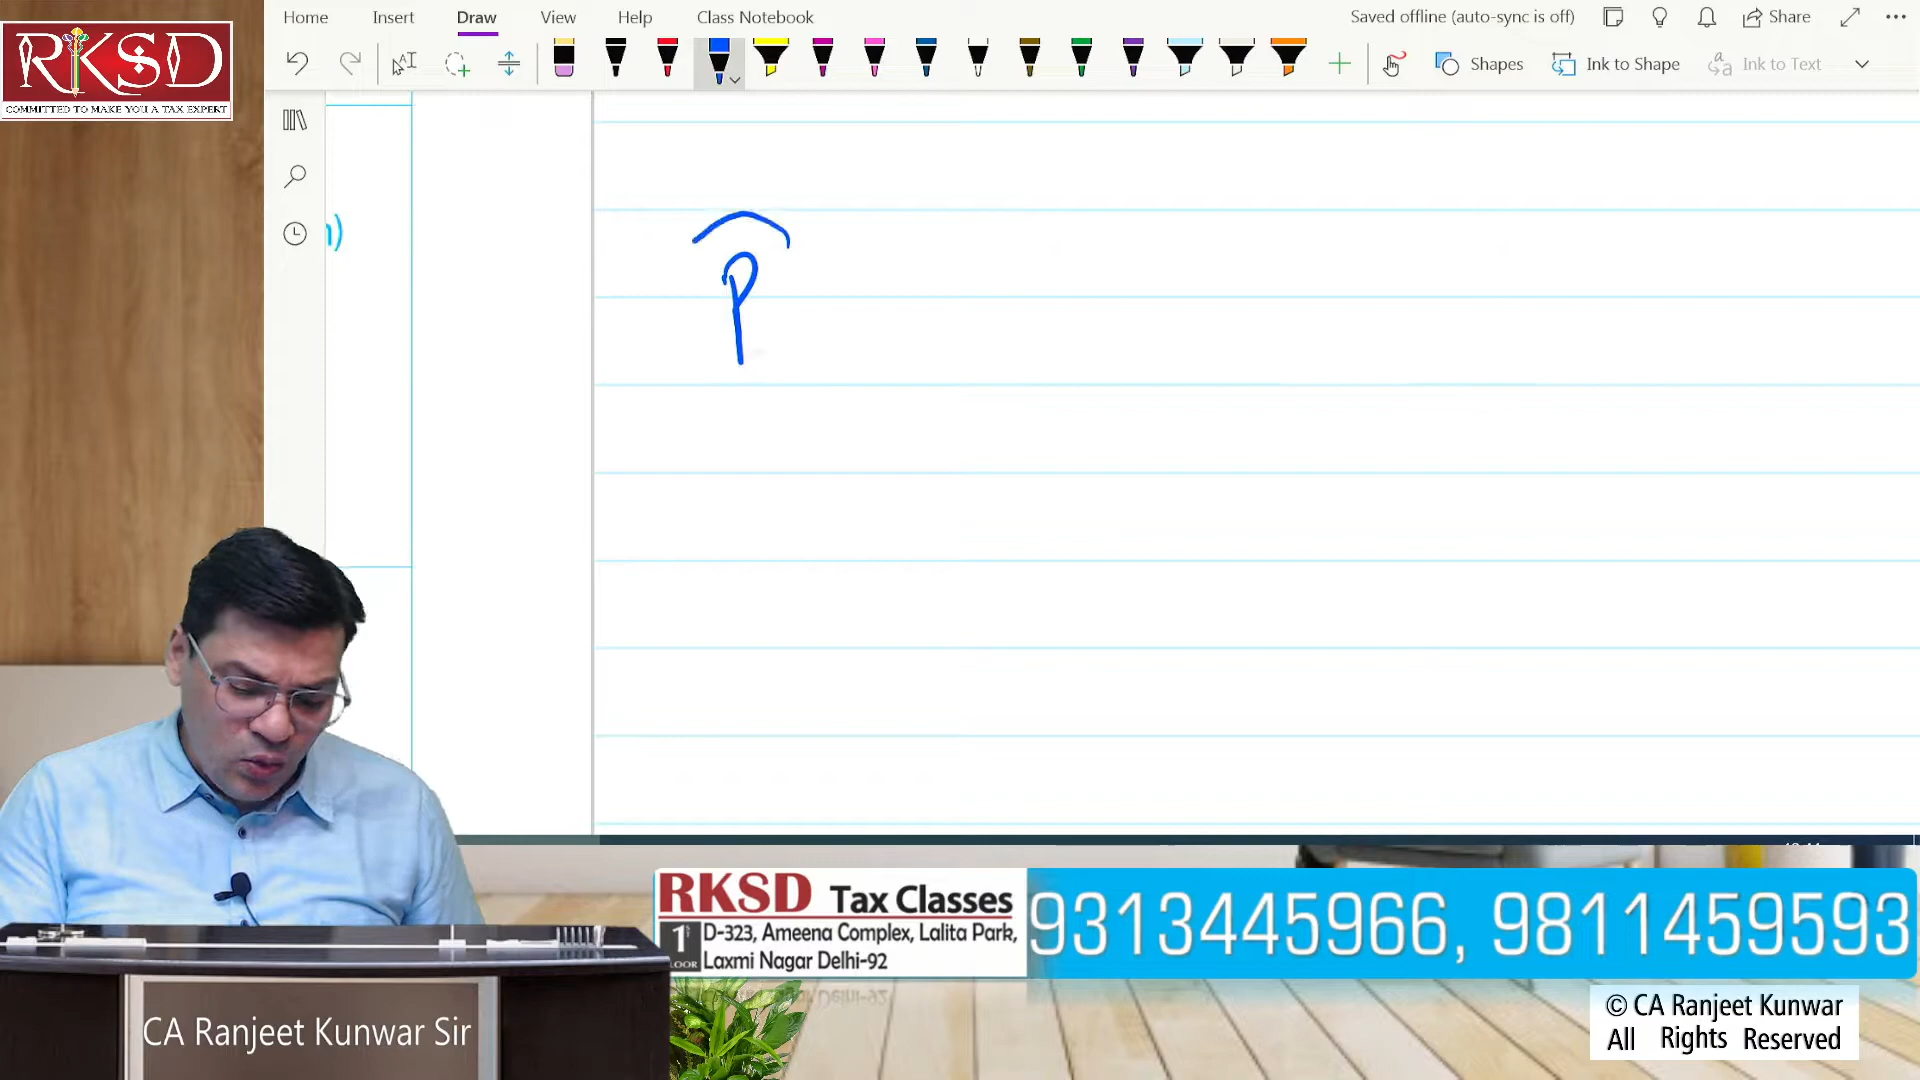 Home Insert Draw View Help Class Notebook Saved offline (auto-sync is off) Share
Shapes Ink to Shape Ink to Text
RKSD
COMMITTED TO MAKE YOU A TAX EXPERT
P
RKSD Tax Classes
1ST D-323, Ameena Complex, Lalita Park,
Laxmi Nagar Delhi-92
9313445966, 9811459593
CA Ranjeet Kunwar Sir
© CA Ranjeet Kunwar
All Rights Reserved